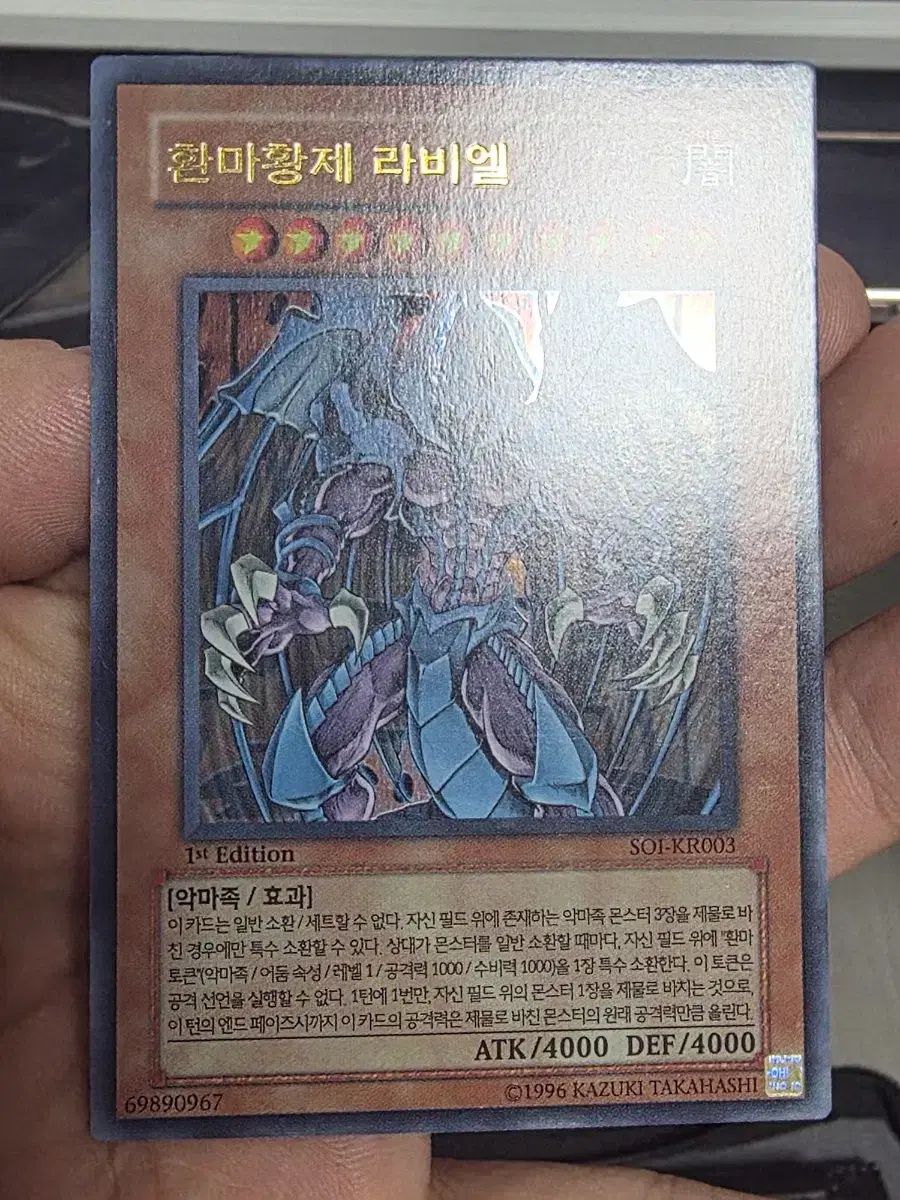 환마황제 라비엘
闇
1st Edition
SOI-KR003
[악마족 / 효과]
이 카드는 일반 소환 / 세트할 수 없다. 자신 필드 위에 존재하는 악마족 몬스터 3장을 제물로 바
친 경우에만 특수 소환할 수 있다. 상대가 몬스터를 일반 소환할 때마다, 자신 필드 위에 "환마
토큰"(악마족 / 어둠 속성 / 레벨 1 / 공격력 1000 / 수비력 1000)을 1장 특수 소환한다. 이 토큰은
공격 선언을 실행할 수 없다. 1턴에 1번만, 자신 필드 위의 몬스터 1장을 제물로 바치는 것으로,
이 턴의 엔드 페이즈시까지 이 카드의 공격력은 제물로 바친 몬스터의 원래 공격력만큼 올린다.
ATK/4000 DEF/4000
69890967
©1996 KAZUKI TAKAHASHI